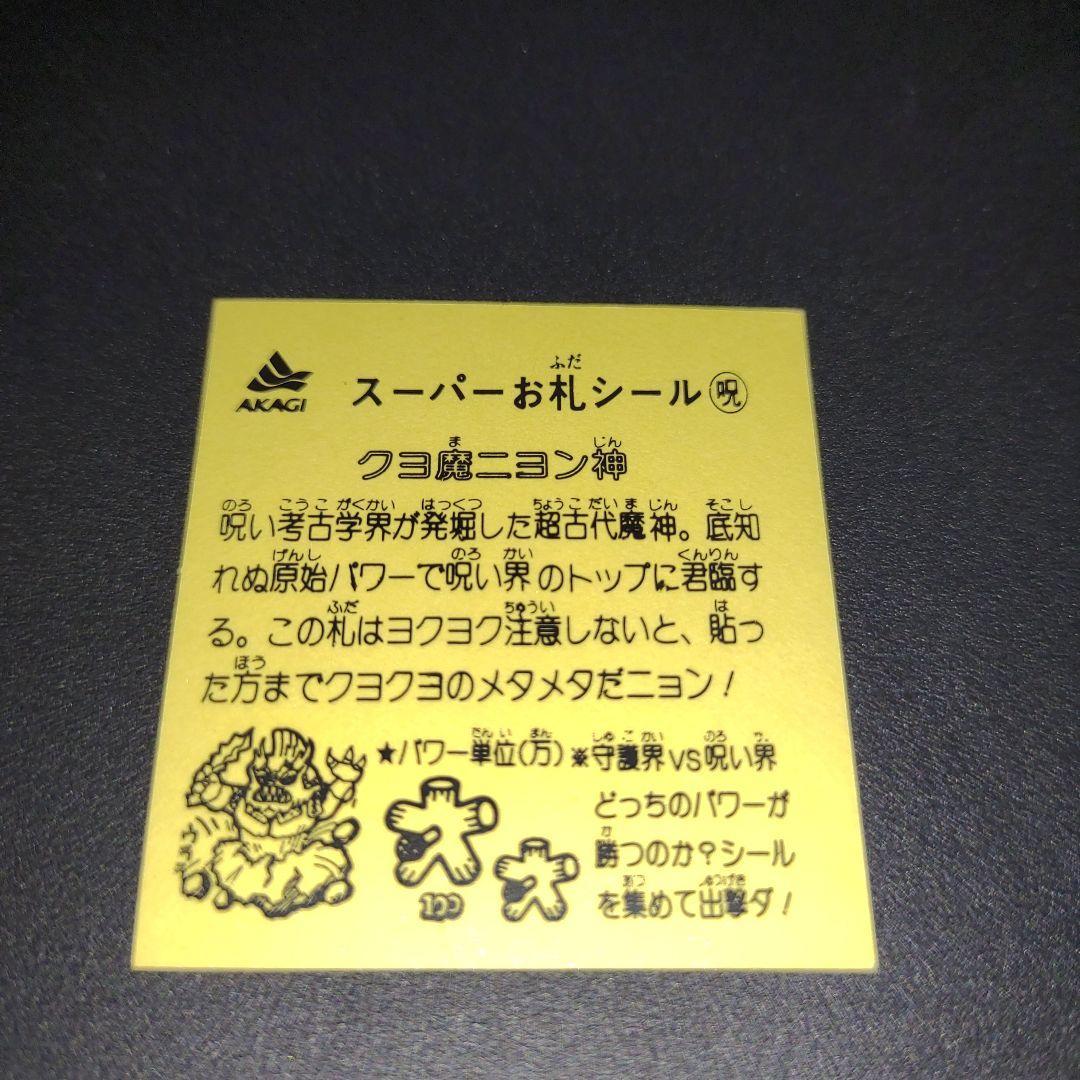 AKAGI
スーパーお札シール㊙呪
クヨ魔ニヨン神
呪い考古学界が発掘した超古代魔神。底知
れぬ原始パワーで呪い界のトップに君臨す
る。この札はヨクヨク注意しないと、貼っ
た方までクヨクヨのメタメタだニョン！
★パワー単位(万)
100
※守護界VS呪い界
どっちのパワーが
勝つのか？シール
を集めて出撃ダ！